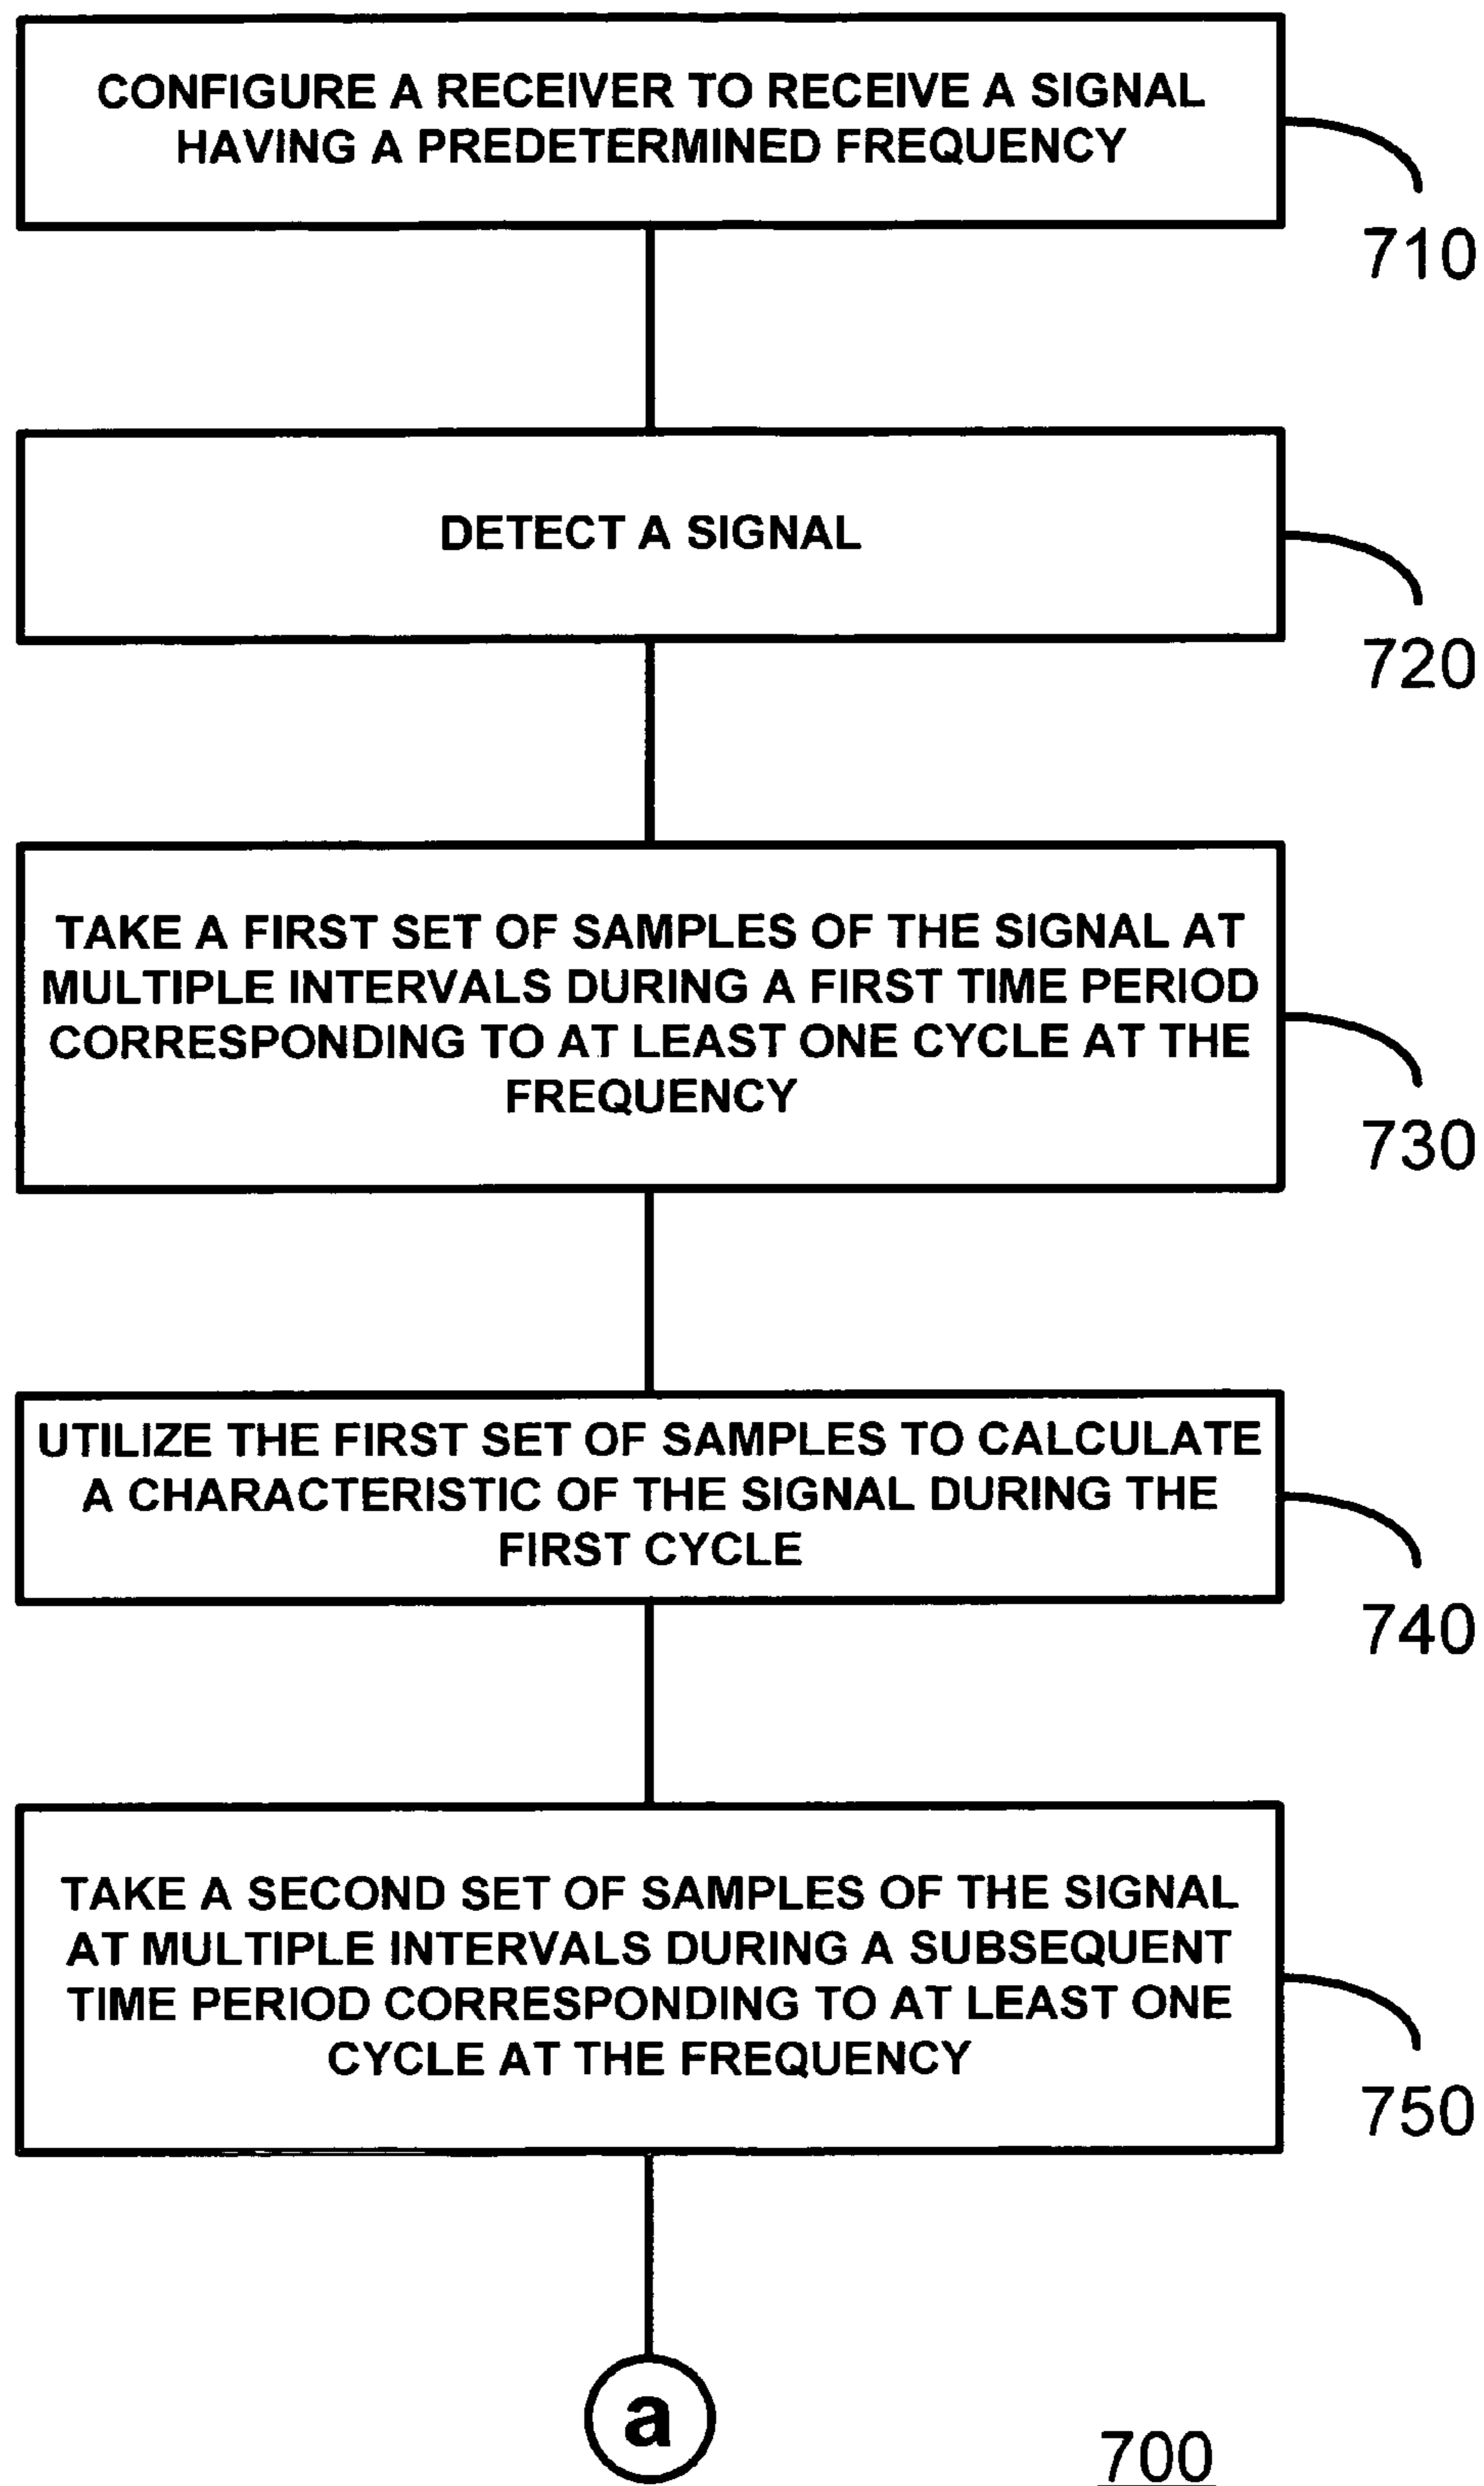 CONFIGURE A RECEIVER TO RECEIVE A SIGNAL
HAVING A PREDETERMINED FREQUENCY
710
DETECT A SIGNAL
720
TAKE A FIRST SET OF SAMPLES OF THE SIGNAL AT
MULTIPLE INTERVALS DURING A FIRST TIME PERIOD
CORRESPONDING TO AT LEAST ONE CYCLE AT THE
FREQUENCY
730
UTILIZE THE FIRST SET OF SAMPLES TO CALCULATE
A CHARACTERISTIC OF THE SIGNAL DURING THE
FIRST CYCLE
740
TAKE A SECOND SET OF SAMPLES OF THE SIGNAL
AT MULTIPLE INTERVALS DURING A SUBSEQUENT
TIME PERIOD CORRESPONDING TO AT LEAST ONE
CYCLE AT THE FREQUENCY
750
a
700